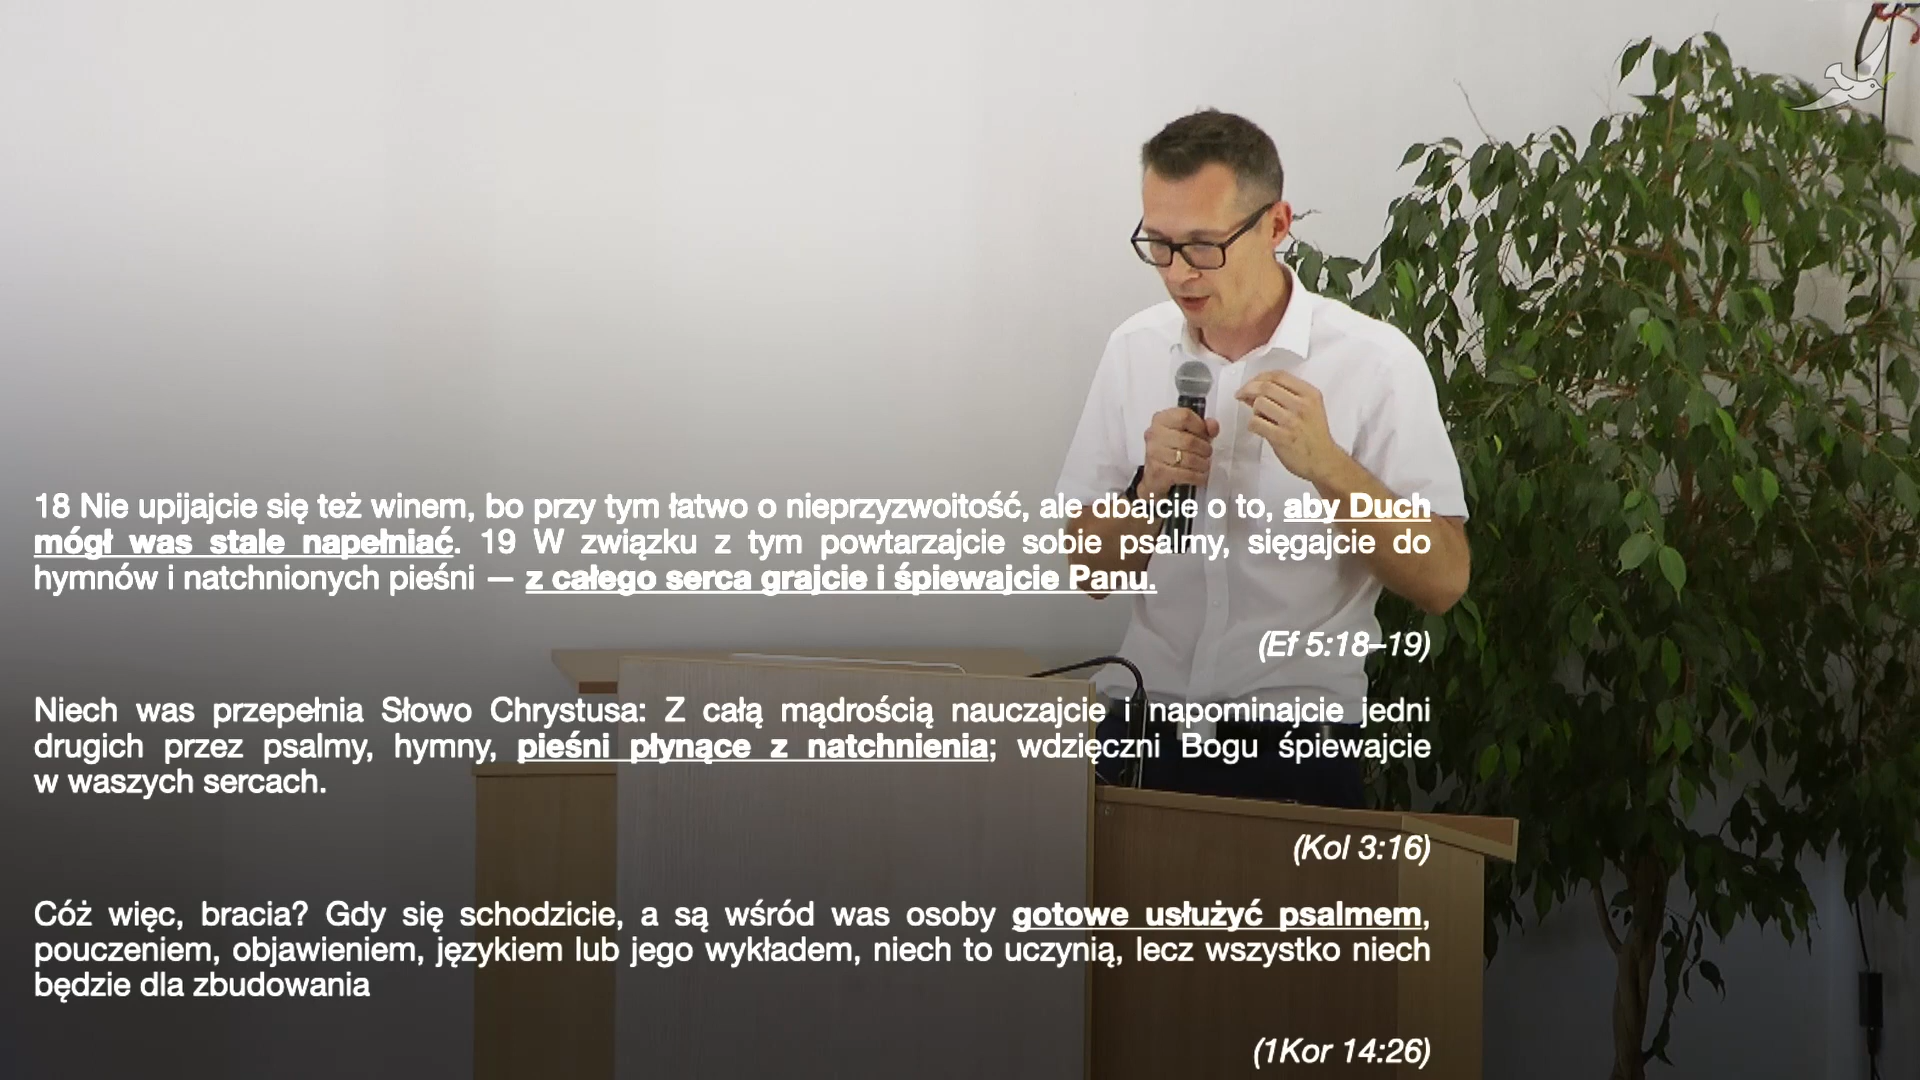 18 Nie upijajcie się też winem, bo przy tym łatwo o nieprzyzwoitość, ale dbajcie o to, aby Duch
mógł was stale napełniać. 19 W związku z tym powtarzajcie sobie psalmy, sięgajcie do
hymnów i natchnionych pieśni — z całego serca grajcie i śpiewajcie Panu.
(Ef 5:18–19)
Niech was przepełnia Słowo Chrystusa: Z całą mądrością nauczajcie i napominajcie jedni
drugich przez psalmy, hymny, pieśni płynące z natchnienia; wdzięczni Bogu śpiewajcie
w waszych sercach.
(Kol 3:16)
Cóż więc, bracia? Gdy się schodzicie, a są wśród was osoby gotowe usłużyć psalmem,
pouczeniem, objawieniem, językiem lub jego wykładem, niech to uczynią, lecz wszystko niech
będzie dla zbudowania
(1Kor 14:26)